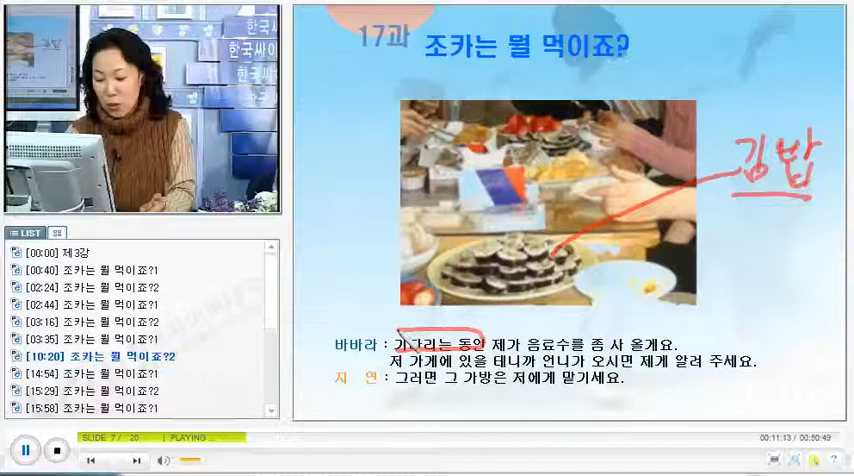 한국
한국싸이
한국싸
LIST
[00:00] 제3강
[00:40] 조카는 뭘 먹이죠?1
[02:24] 조카는 뭘 먹이죠?2
[02:44] 조카는 뭘 먹이죠?1
[03:16] 조카는 뭘 먹이죠?2
[03:35] 조카는 뭘 먹이죠?1
[10:20] 조카는 뭘 먹이죠?2
[14:54] 조카는 뭘 먹이죠?1
[15:29] 조카는 뭘 먹이죠?2
[15:58] 조카는 뭘 먹이죠?1
17과 조카는 뭘 먹이죠?
김밥
바바라 : 기다리는 동안 제가 음료수를 좀 사 올게요.
저 가게에 있을 테니까 언니가 오시면 제게 알려 주세요.
지 연 : 그러면 그 가방은 저에게 맡기세요.
SLIDE: 7 / 20 | PLAYING ...
00:11:13 / 00:50:49